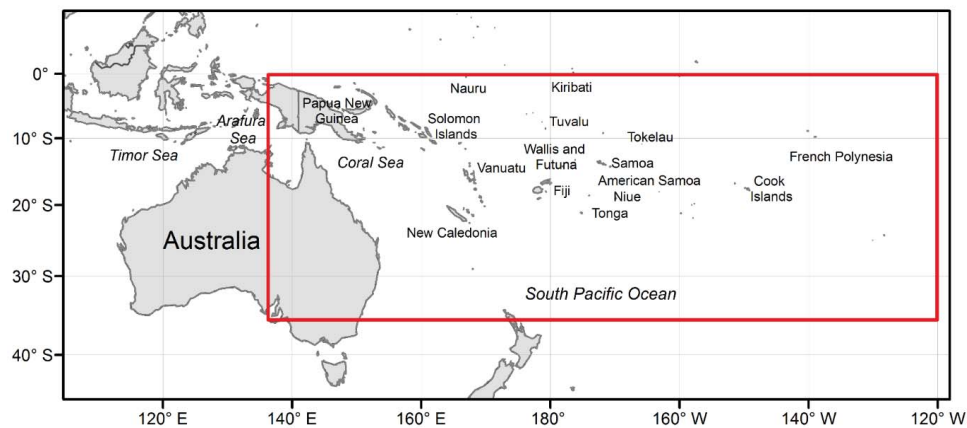 0°
10° S
20° S
30° S
40° S
Nauru
Kiribati
Papua New
Guinea
Arafura
Sea
Solomon
Islands
Tuvalu
Tokelau
Timor Sea
Coral Sea
Wallis and
Futuna
French Polynesia
Vanuatu
Samoa
American Samoa
Cook
Islands
Fiji
Niue
Tonga
Australia
New Caledonia
South Pacific Ocean
120° E
140° E
160° E
180°
160° W
140° W
120° W